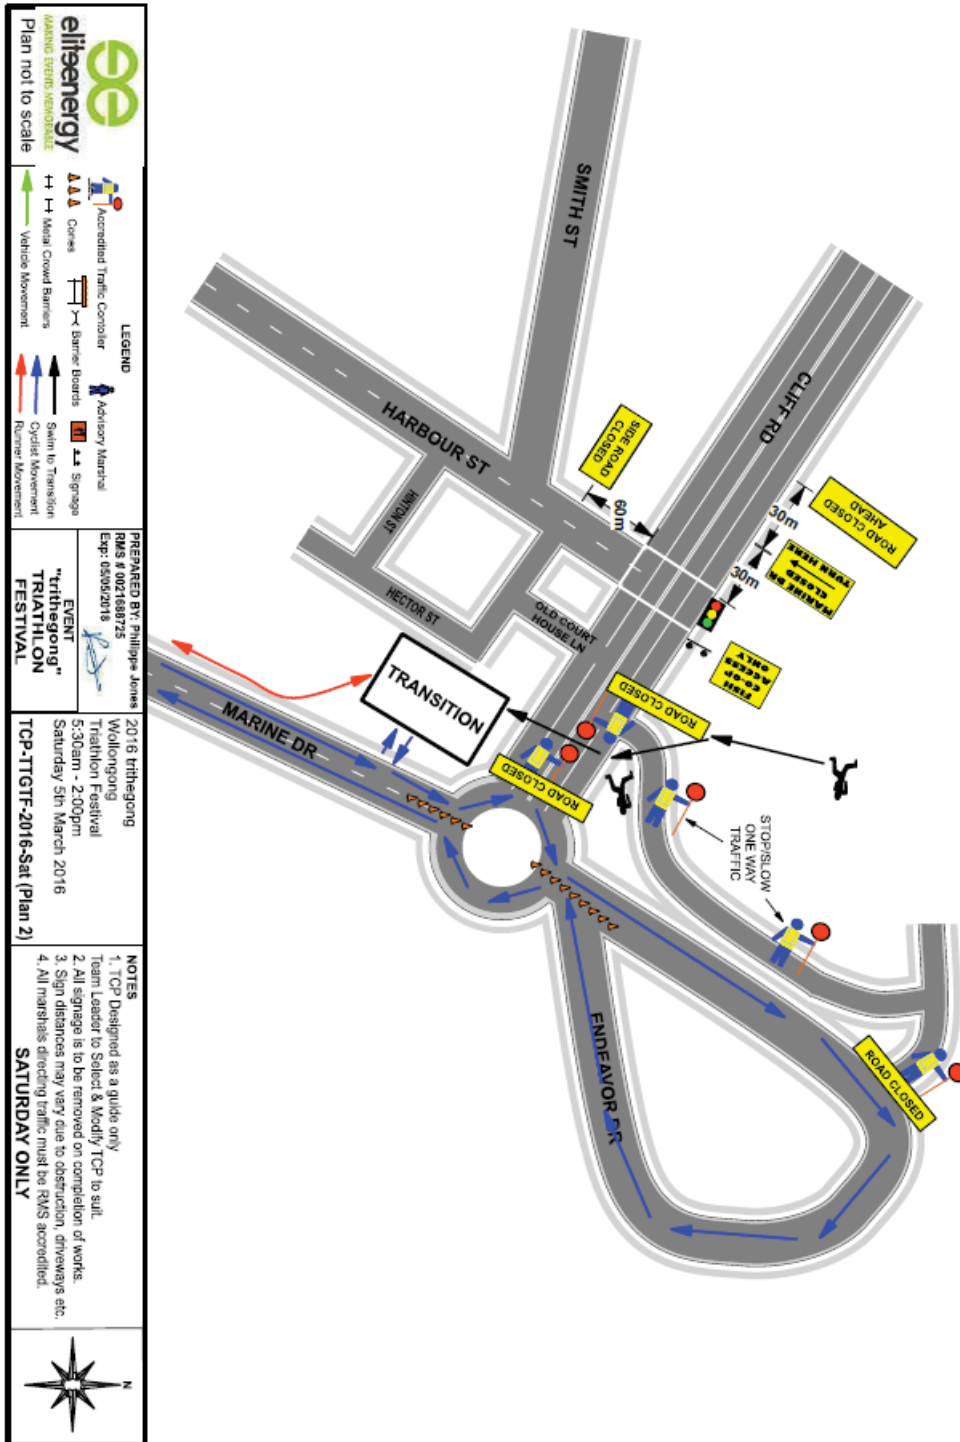 SMITH ST
CLIFF RD
HARBOUR ST
SIDE ROAD
CLOSED
60m
ROAD CLOSED
AHEAD
30m
MARINE DR
CLOSED
TURN HERE
30m
HINTON ST
HECTOR ST
OLD COURT
HOUSE LN
FISH
CO-OP
ACCESS
ONLY
TRANSITION
ROAD CLOSED
ROAD CLOSED
MARINE DR
STOP/SLOW
ONE WAY
TRAFFIC
ROAD CLOSED
ENDEAVOR DR
eliteenergy
MAKING EVENTS MEMORABLE
Plan not to scale
LEGEND
Accredited Traffic Contoller
Advisory Marshal
Cones
Barrier Boards
Signage
Metal Crowd Barriers
Swim to Transition
Cyclist Movement
Vehicle Movement
Runner Movement
PREPARED BY: Philippe Jones
RMS # 0021688725
Exp: 05/05/2018
EVENT
"trithegong"
TRIATHLON
FESTIVAL
2016 trithegong
Wollongong
Triathlon Festival
5:30am - 2:00pm
Saturday 5th March 2016
TCP-TTGTF-2016-Sat (Plan 2)
NOTES
1. TCP Designed as a guide only
Team Leader to Select & Modify TCP to suit.
2. All signage is to be removed on completion of works.
3. Sign distances may vary due to obstruction, driveways etc.
4. All marshals directing traffic must be RMS accredited.
SATURDAY ONLY
N